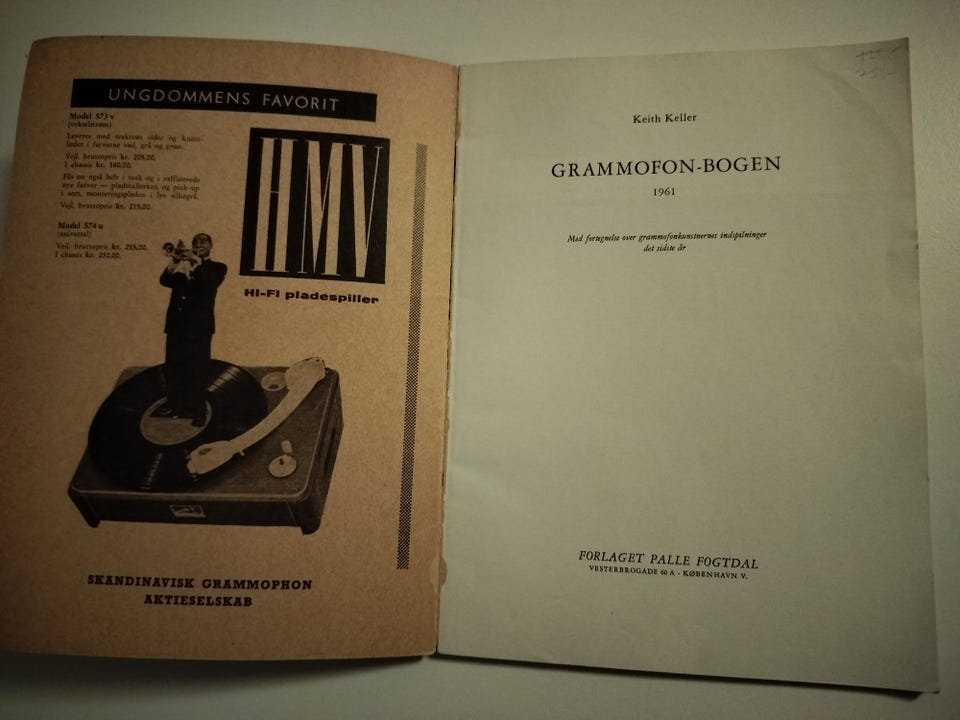 UNGDOMMENS FAVORIT
Model 573 v
(vekselstrøm)
Leveres med teaktræs sider og kunst-
læder i farverne rød, grå og grøn.
Vejl. bruttopris kr. 205,00.
I chassis kr. 180,00.
Fås nu også helt i teak og i raffinerede
nye farver — pladetallerken og pick-up
i sort, monteringspladen i lys silkegrå.
Vejl. bruttopris kr. 215,00.
Model 574 u
(universal)
Vejl. bruttopris kr. 255,00.
I chassis kr. 230,00.
HMV
HI-FI pladespiller
SKANDINAVISK GRAMMOPHON
AKTIESELSKAB
Keith Keller
GRAMMOFON-BOGEN
1961
Med fortegnelse over grammofonkunstnernes indspilninger
det sidste år
FORLAGET PALLE FOGTDAL
VESTERBROGADE 60 A - KØBENHAVN V.